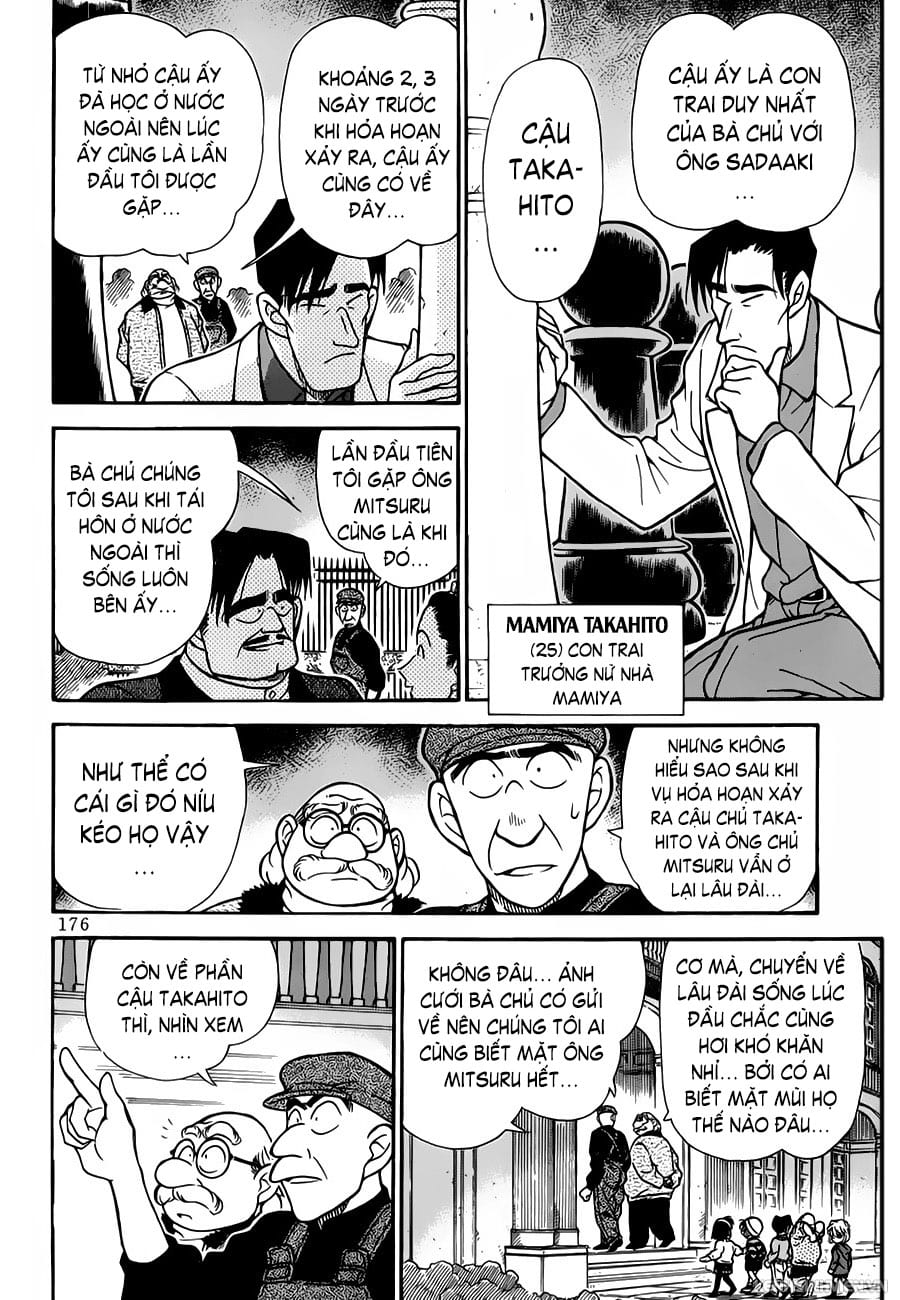 CẬU ẤY LÀ CON
TRAI DUY NHẤT
CỦA BÀ CHỦ VỚI
ÔNG SADAAKI
...
CẬU
TAKA-
HITO
...
MAMIYA TAKAHITO
(25) CON TRAI
TRƯỞNG NỮ NHÀ
MAMIYA
KHOẢNG 2, 3
NGÀY TRƯỚC
KHI HỎA HOẠN
XẢY RA, CẬU ẤY
CŨNG CÓ VỀ
ĐÂY...
TỪ NHỎ CẬU ẤY
ĐÃ HỌC Ở NƯỚC
NGOÀI NÊN LÚC
ẤY CŨNG LÀ LẦN
ĐẦU TÔI ĐƯỢC
GẶP...
LẦN ĐẦU TIÊN
TÔI GẶP ÔNG
MITSURU
CŨNG LÀ KHI
ĐÓ...
BÀ CHỦ CHÚNG
TÔI SAU KHI TÁI
HÔN Ở NƯỚC
NGOÀI THÌ
SỐNG LUÔN
BÊN ẤY...
NHƯNG KHÔNG
HIỂU SAO SAU KHI
VỤ HỎA HOẠN XẢY
RA CẬU CHỦ TAKA-
HITO VÀ ÔNG CHỦ
MITSURU VẪN Ở
LẠI LÂU ĐÀI...
NHƯ THỂ CÓ
CÁI GÌ ĐÓ NÍU
KÉO HỌ VẬY
...
176
CƠ MÀ, CHUYỂN VỀ
LÂU ĐÀI SỐNG LÚC
ĐẦU CHẮC CŨNG
HƠI KHÓ KHĂN
NHỈ... BỞI CÓ AI
BIẾT MẶT MŨI HỌ
THẾ NÀO ĐÂU...
KHÔNG ĐÂU... ẢNH
CƯỚI BÀ CHỦ CÓ GỬI
VỀ NÊN CHÚNG TÔI AI
CŨNG BIẾT MẶT ÔNG
MITSURU HẾT...
CÒN VỀ PHẦN
CẬU TAKAHITO
THÌ, NHÌN XEM
...